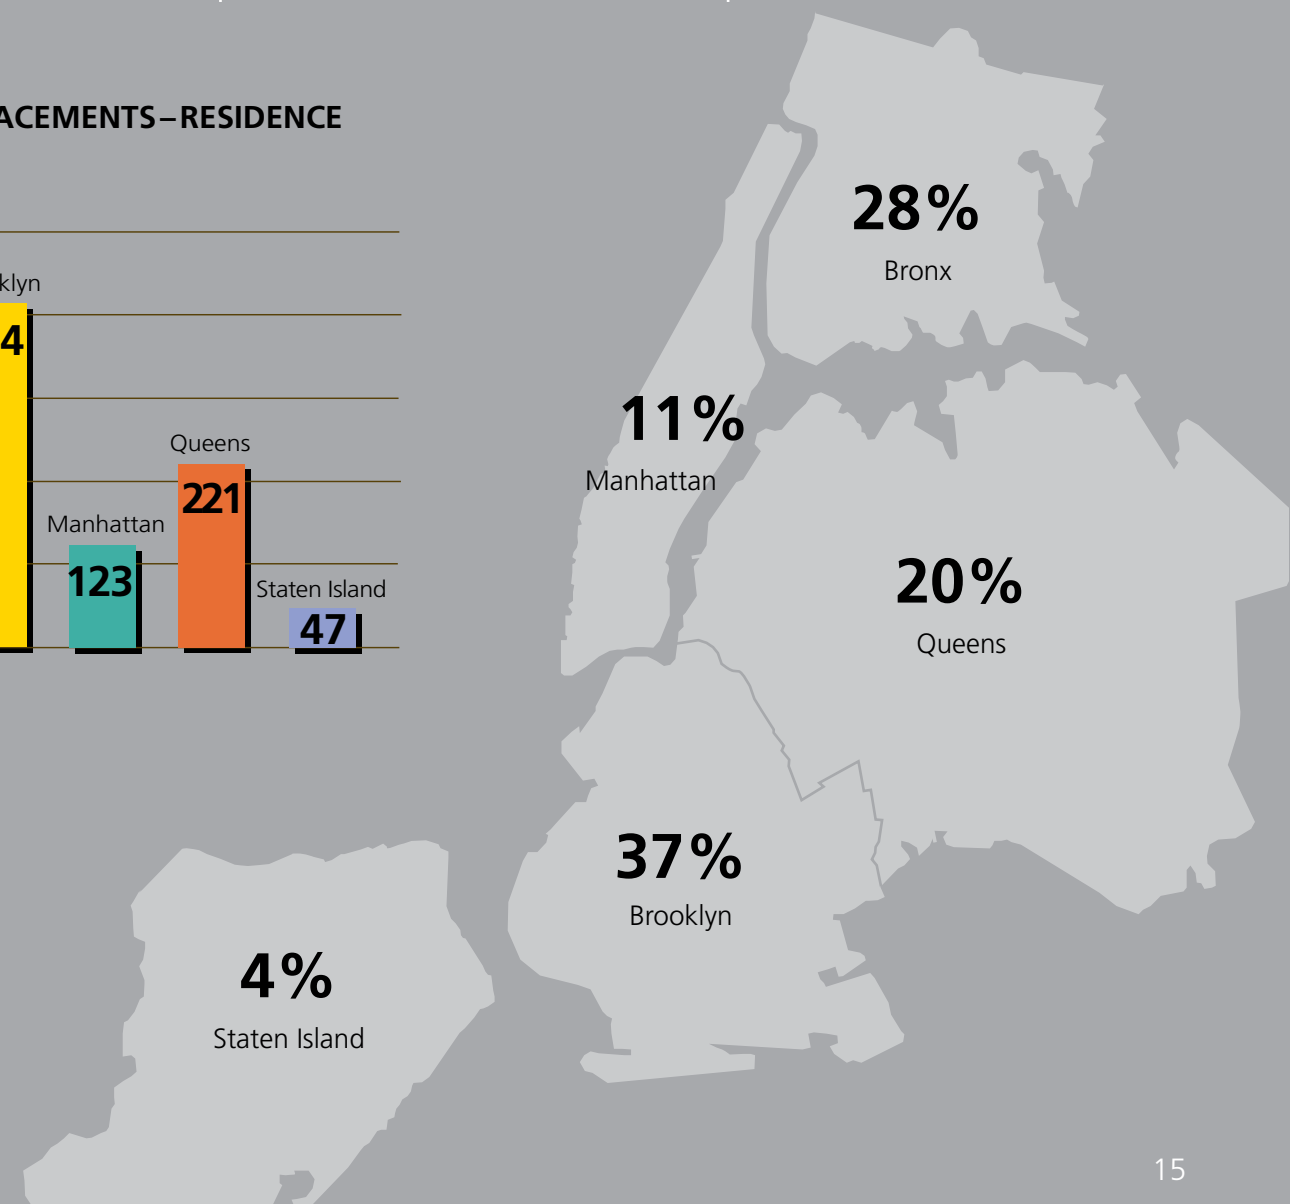 ACEMENTS–RESIDENCE
klyn
4
Queens
221
Manhattan
123
Staten Island
47
28%
Bronx
11%
Manhattan
20%
Queens
37%
Brooklyn
4%
Staten Island
15